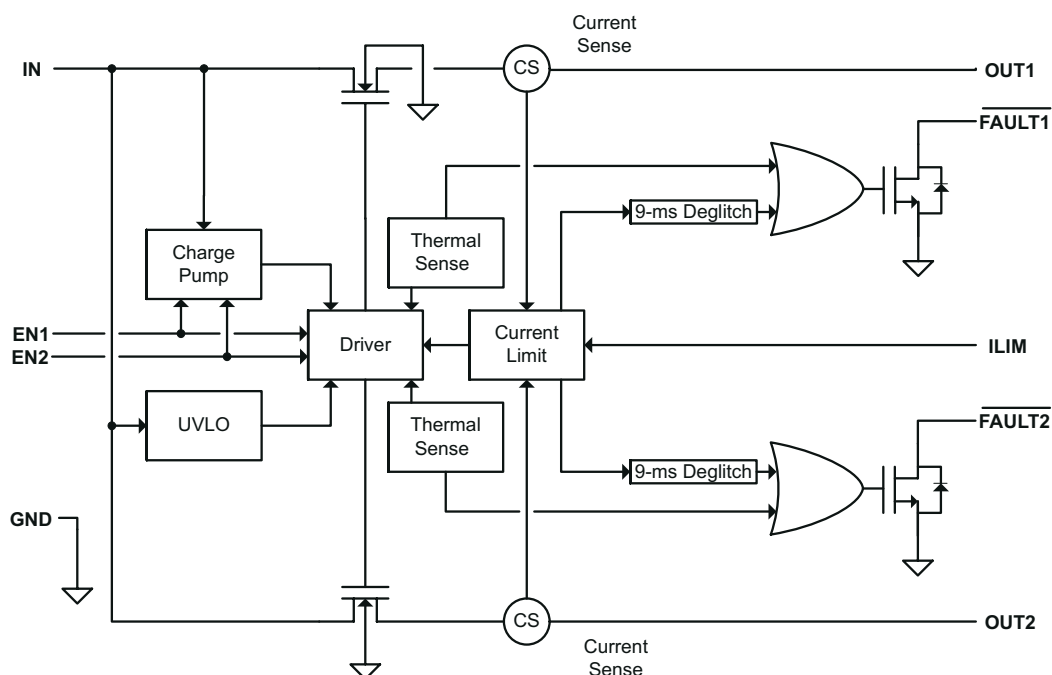 Current
Sense
IN
CS
OUT1
FAULT1
9-ms Deglitch
Thermal
Sense
Charge
Pump
EN1
EN2
Driver
Current
Limit
ILIM
UVLO
Thermal
Sense
FAULT2
9-ms Deglitch
GND
CS
OUT2
Current
Sense